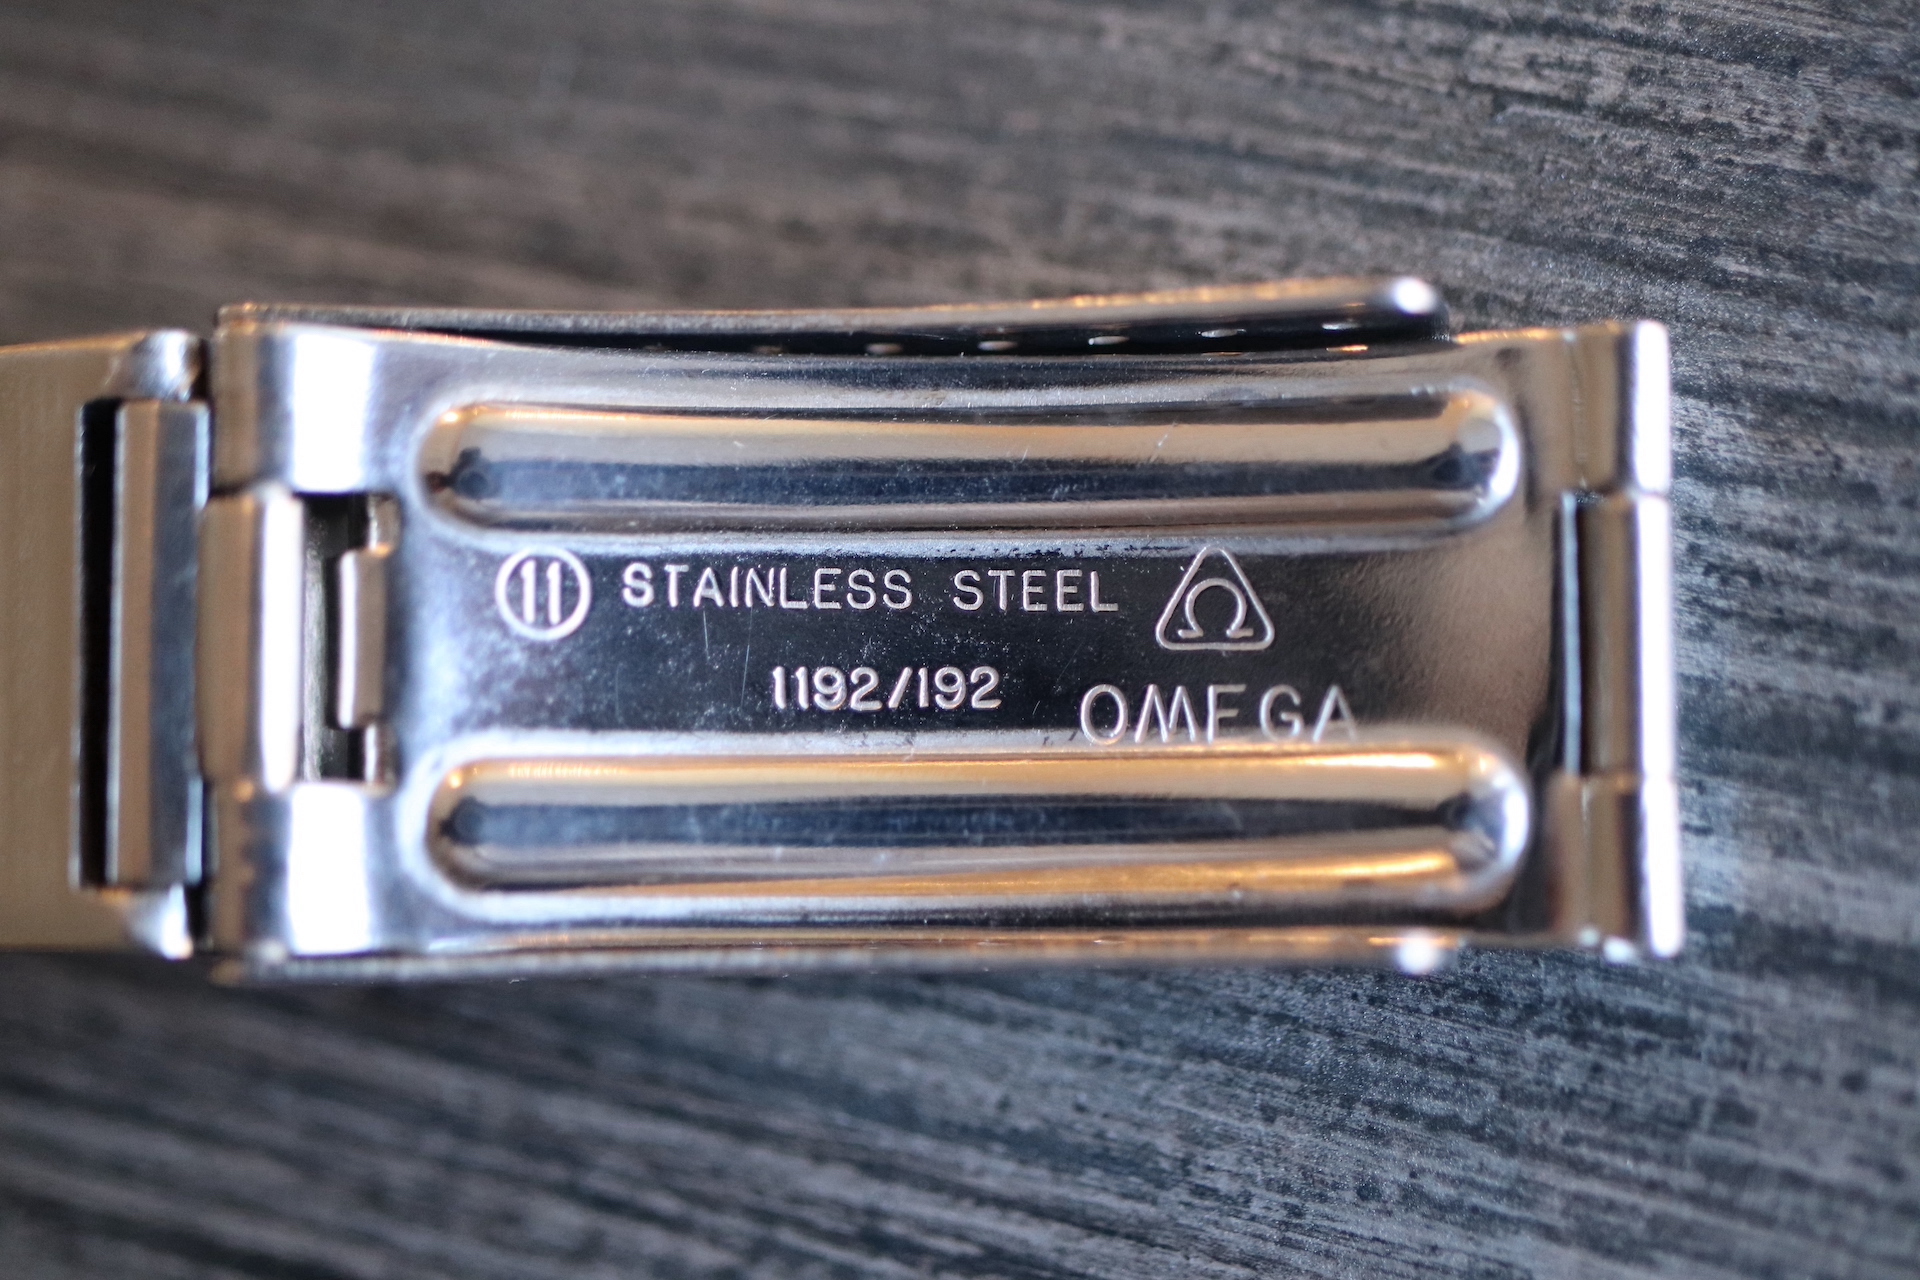 11 STAINLESS STEEL Ω
1192/192 OMEGA